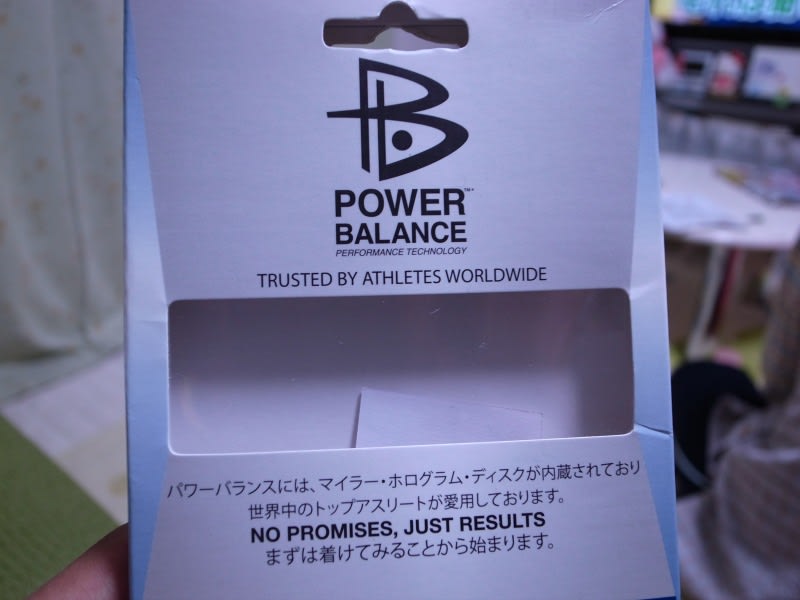 POWER
BALANCE
PERFORMANCE TECHNOLOGY
TRUSTED BY ATHLETES WORLDWIDE
パワーバランスには、マイラー・ホログラム・ディスクが内蔵されており
世界中のトップアスリートが愛用しております。
NO PROMISES, JUST RESULTS
まずは着けてみることから始まります。